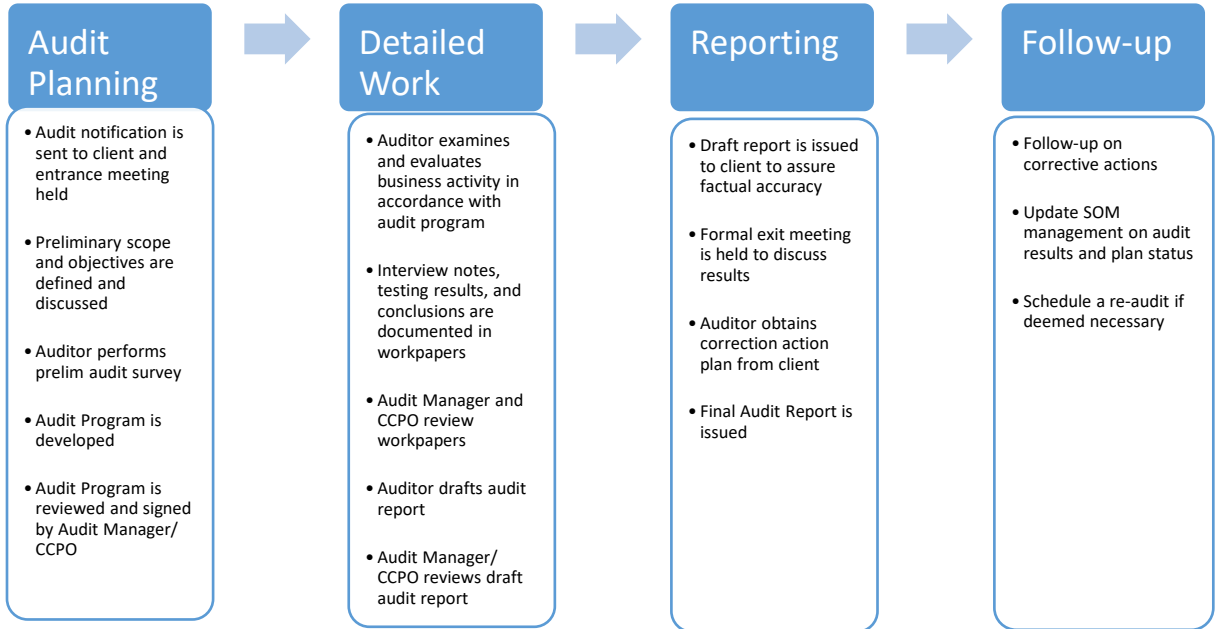 Audit
Planning
• Audit notification is
sent to client and
entrance meeting
held
• Preliminary scope
and objectives are
defined and
discussed
• Auditor performs
prelim audit survey
• Audit Program is
developed
• Audit Program is
reviewed and signed
by Audit Manager/
CCPO
Detailed
Work
• Auditor examines
and evaluates
business activity in
accordance with
audit program
• Interview notes,
testing results, and
conclusions are
documented in
workpapers
• Audit Manager and
CCPO review
workpapers
• Auditor drafts audit
report
• Audit Manager/
CCPO reviews draft
audit report
Reporting
• Draft report is issued
to client to assure
factual accuracy
• Formal exit meeting
is held to discuss
results
• Auditor obtains
correction action
plan from client
• Final Audit Report is
issued
Follow-up
• Follow-up on
corrective actions
• Update SOM
management on audit
results and plan status
• Schedule a re-audit if
deemed necessary